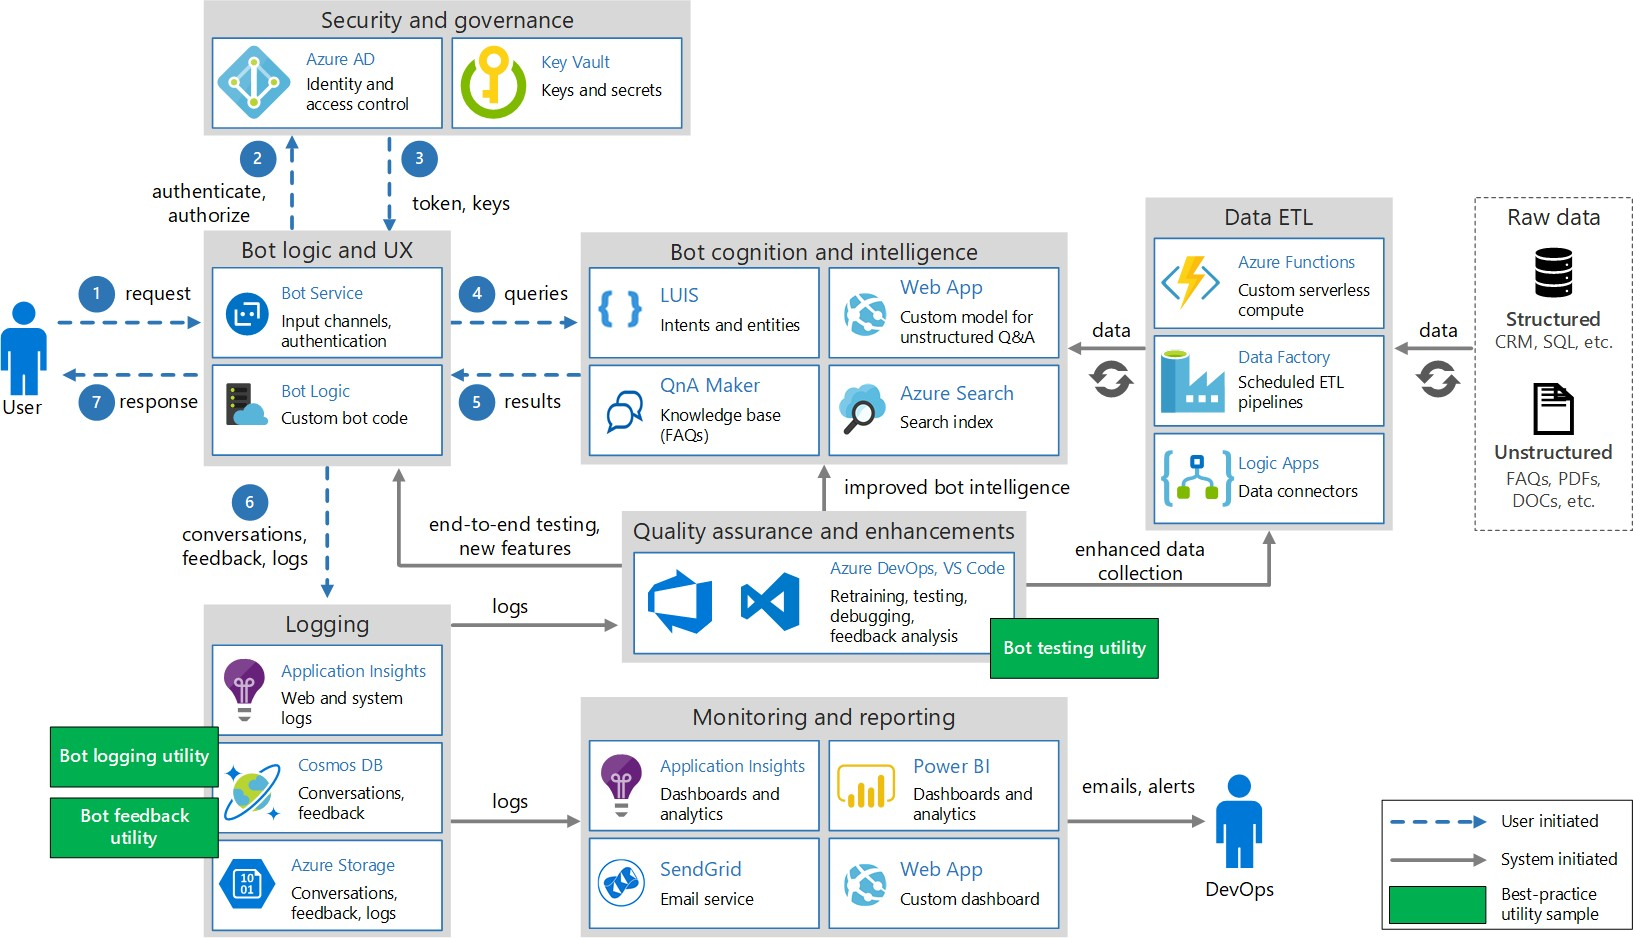 Security and governance
Azure AD
Identity and
access control
Key Vault
Keys and secrets
2
authenticate,
authorize
3
token, keys
User
1
request
7
response
Bot logic and UX
Bot Service
Input channels,
authentication
Bot Logic
Custom bot code
4
queries
5
results
Bot cognition and intelligence
LUIS
Intents and entities
Web App
Custom model for
unstructured Q&A
QnA Maker
Knowledge base
(FAQs)
Azure Search
Search index
data
Data ETL
Azure Functions
Custom serverless
compute
Data Factory
Scheduled ETL
pipelines
Logic Apps
Data connectors
data
Raw data
Structured
CRM, SQL, etc.
Unstructured
FAQs, PDFs,
DOCs, etc.
6
conversations,
feedback, logs
end-to-end testing,
new features
improved bot intelligence
Quality assurance and enhancements
Azure DevOps, VS Code
Retraining, testing,
debugging,
feedback analysis
Bot testing utility
enhanced data
collection
Logging
Application Insights
Web and system
logs
Bot logging utility
Cosmos DB
Conversations,
feedback
Bot feedback
utility
Azure Storage
10
01
Conversations,
feedback, logs
logs
logs
Monitoring and reporting
Application Insights
Dashboards and
analytics
Power BI
Dashboards and
analytics
SendGrid
Email service
Web App
Custom dashboard
emails, alerts
DevOps
User initiated
System initiated
Best-practice
utility sample